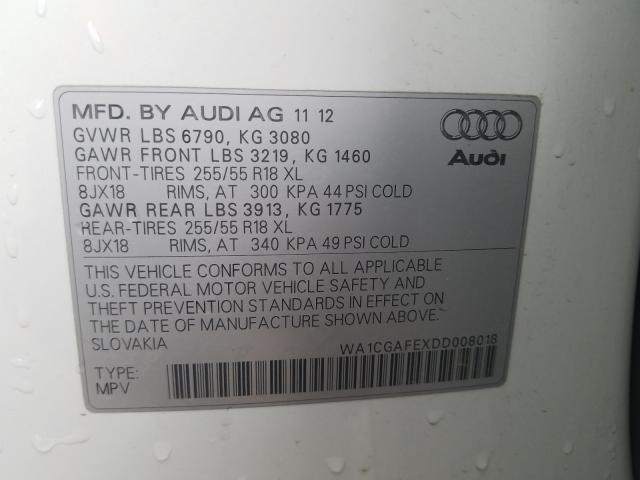 MFD. BY AUDI AG 11 12
GVWR LBS 6790, KG 3080
GAWR FRONT LBS 3219, KG 1460
FRONT-TIRES 255/55 R18 XL
8JX18 RIMS, AT 300 KPA 44 PSI COLD
GAWR REAR LBS 3913, KG 1775
REAR-TIRES 255/55 R18 XL
8JX18 RIMS, AT 340 KPA 49 PSI COLD
Audi
THIS VEHICLE CONFORMS TO ALL APPLICABLE
U.S. FEDERAL MOTOR VEHICLE SAFETY AND
THEFT PREVENTION STANDARDS IN EFFECT ON
THE DATE OF MANUFACTURE SHOWN ABOVE.
SLOVAKIA
WA1CGAFEXDD008018
TYPE:
MPV